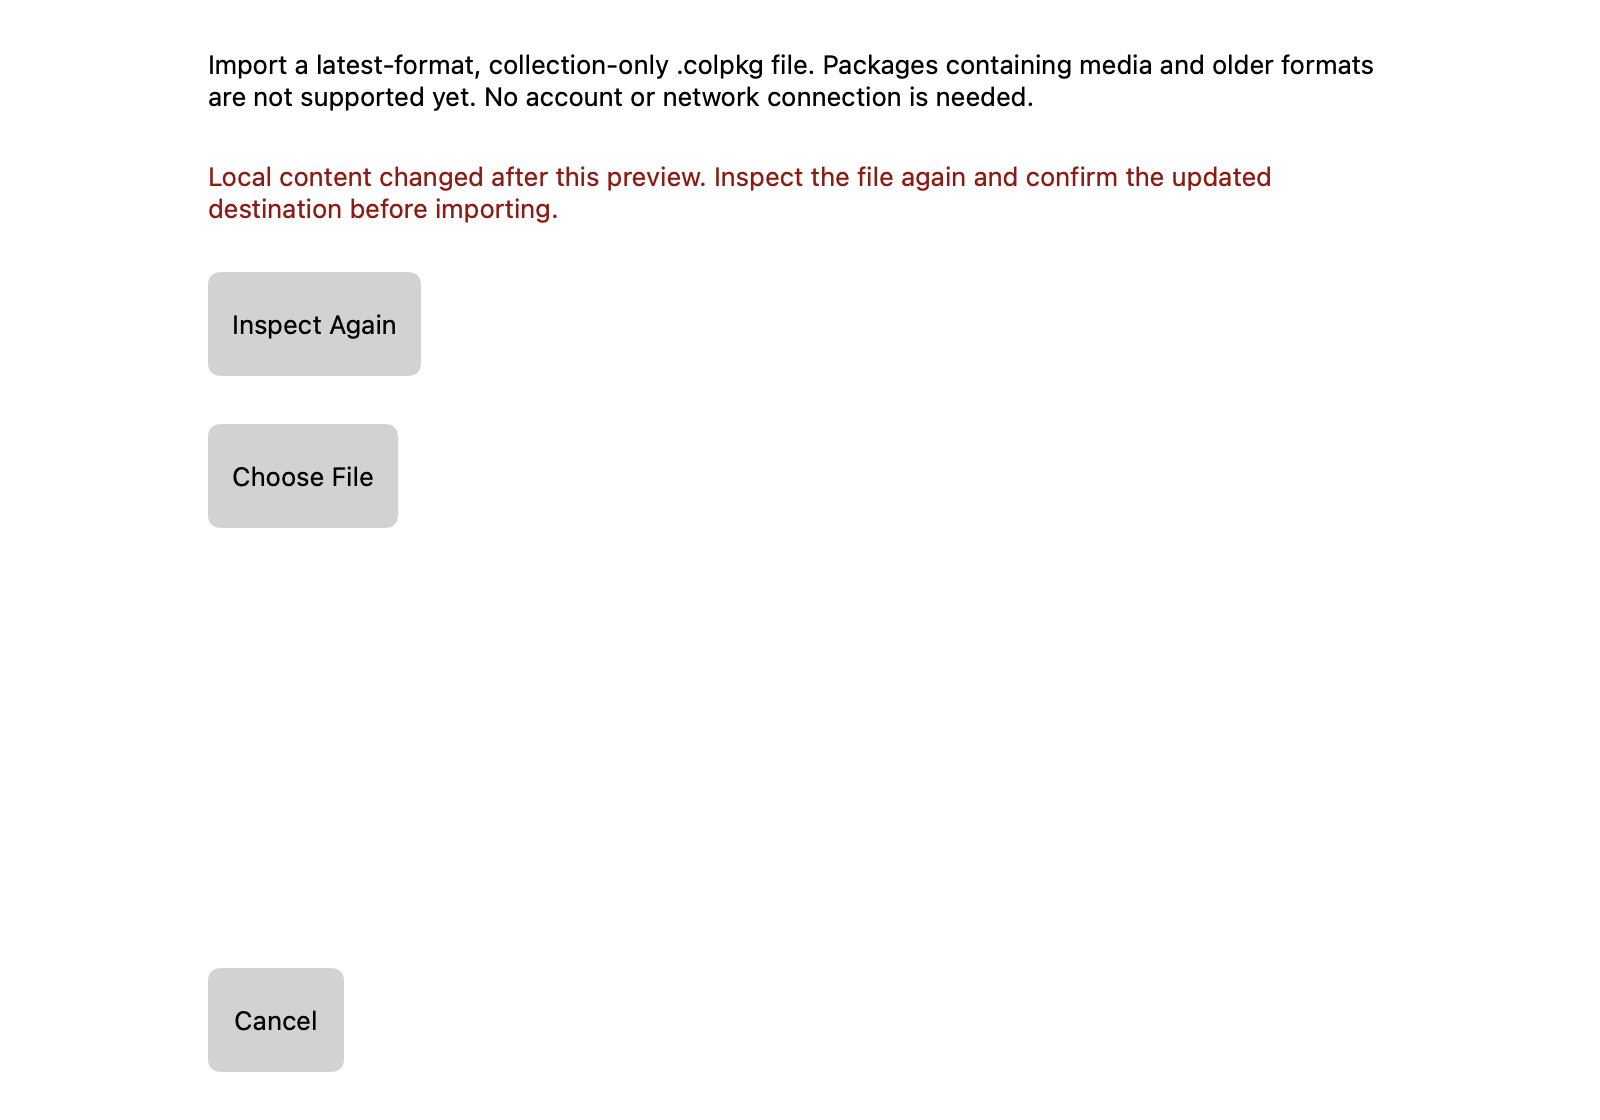 Import a latest-format, collection-only .colpkg file. Packages containing media and older formats
are not supported yet. No account or network connection is needed.
Local content changed after this preview. Inspect the file again and confirm the updated
destination before importing.
Inspect Again
Choose File
Cancel